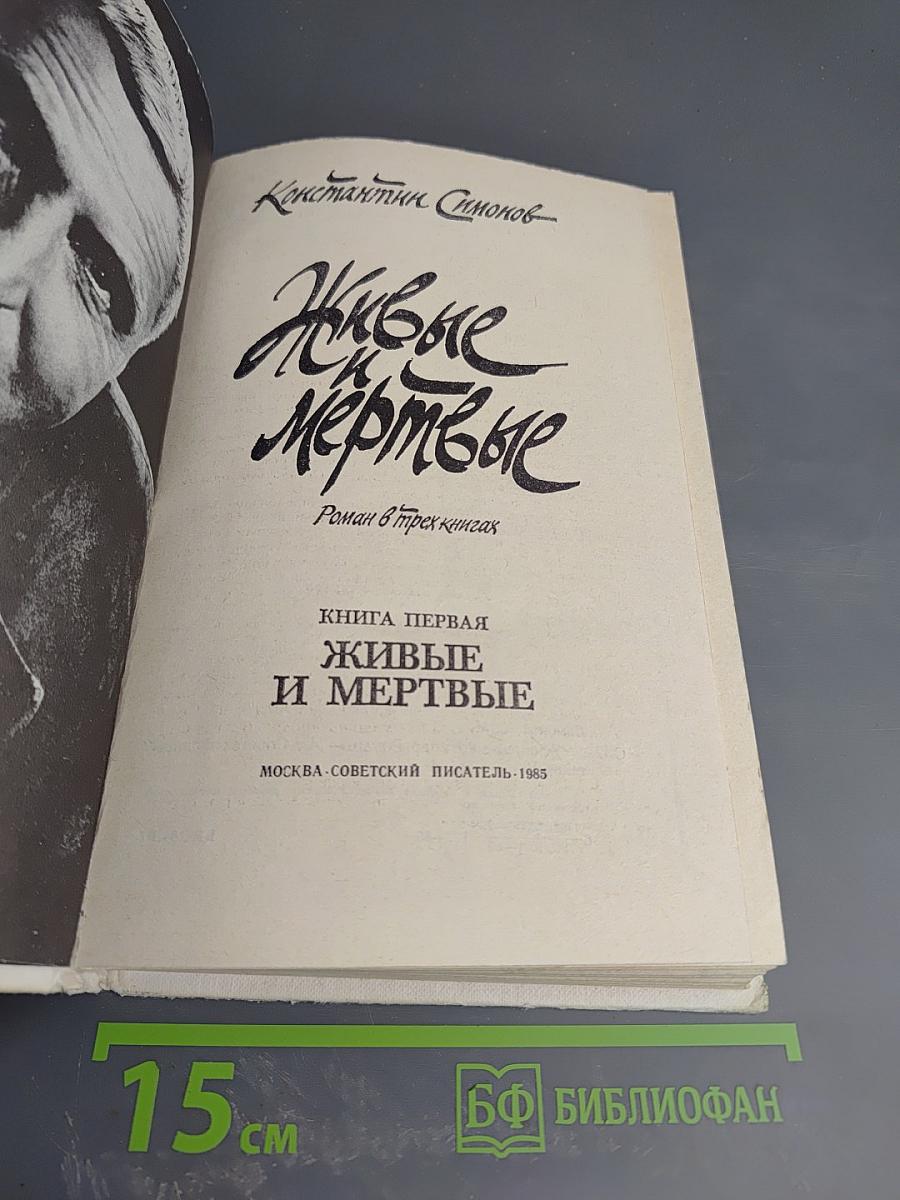 Константин Симонов
Живые
и
мертвые
Роман в трех книгах
КНИГА ПЕРВАЯ
ЖИВЫЕ
И МЕРТВЫЕ
МОСКВА·СОВЕТСКИЙ ПИСАТЕЛЬ·1985
15 см
БФ БИБЛИОФАН